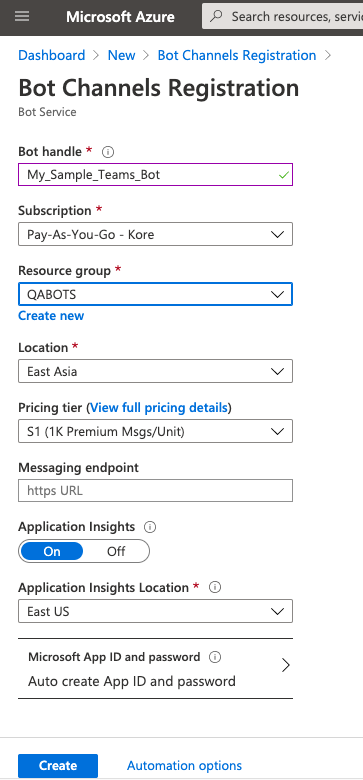 Microsoft Azure
Search resources, servic
Dashboard > New > Bot Channels Registration >
Bot Channels Registration
Bot Service
Bot handle *
My_Sample_Teams_Bot
Subscription *
Pay-As-You-Go - Kore
Resource group *
QABOTS
Create new
Location *
East Asia
Pricing tier (View full pricing details)
S1 (1K Premium Msgs/Unit)
Messaging endpoint
https URL
Application Insights
On Off
Application Insights Location *
East US
Microsoft App ID and password
Auto create App ID and password
Create Automation options